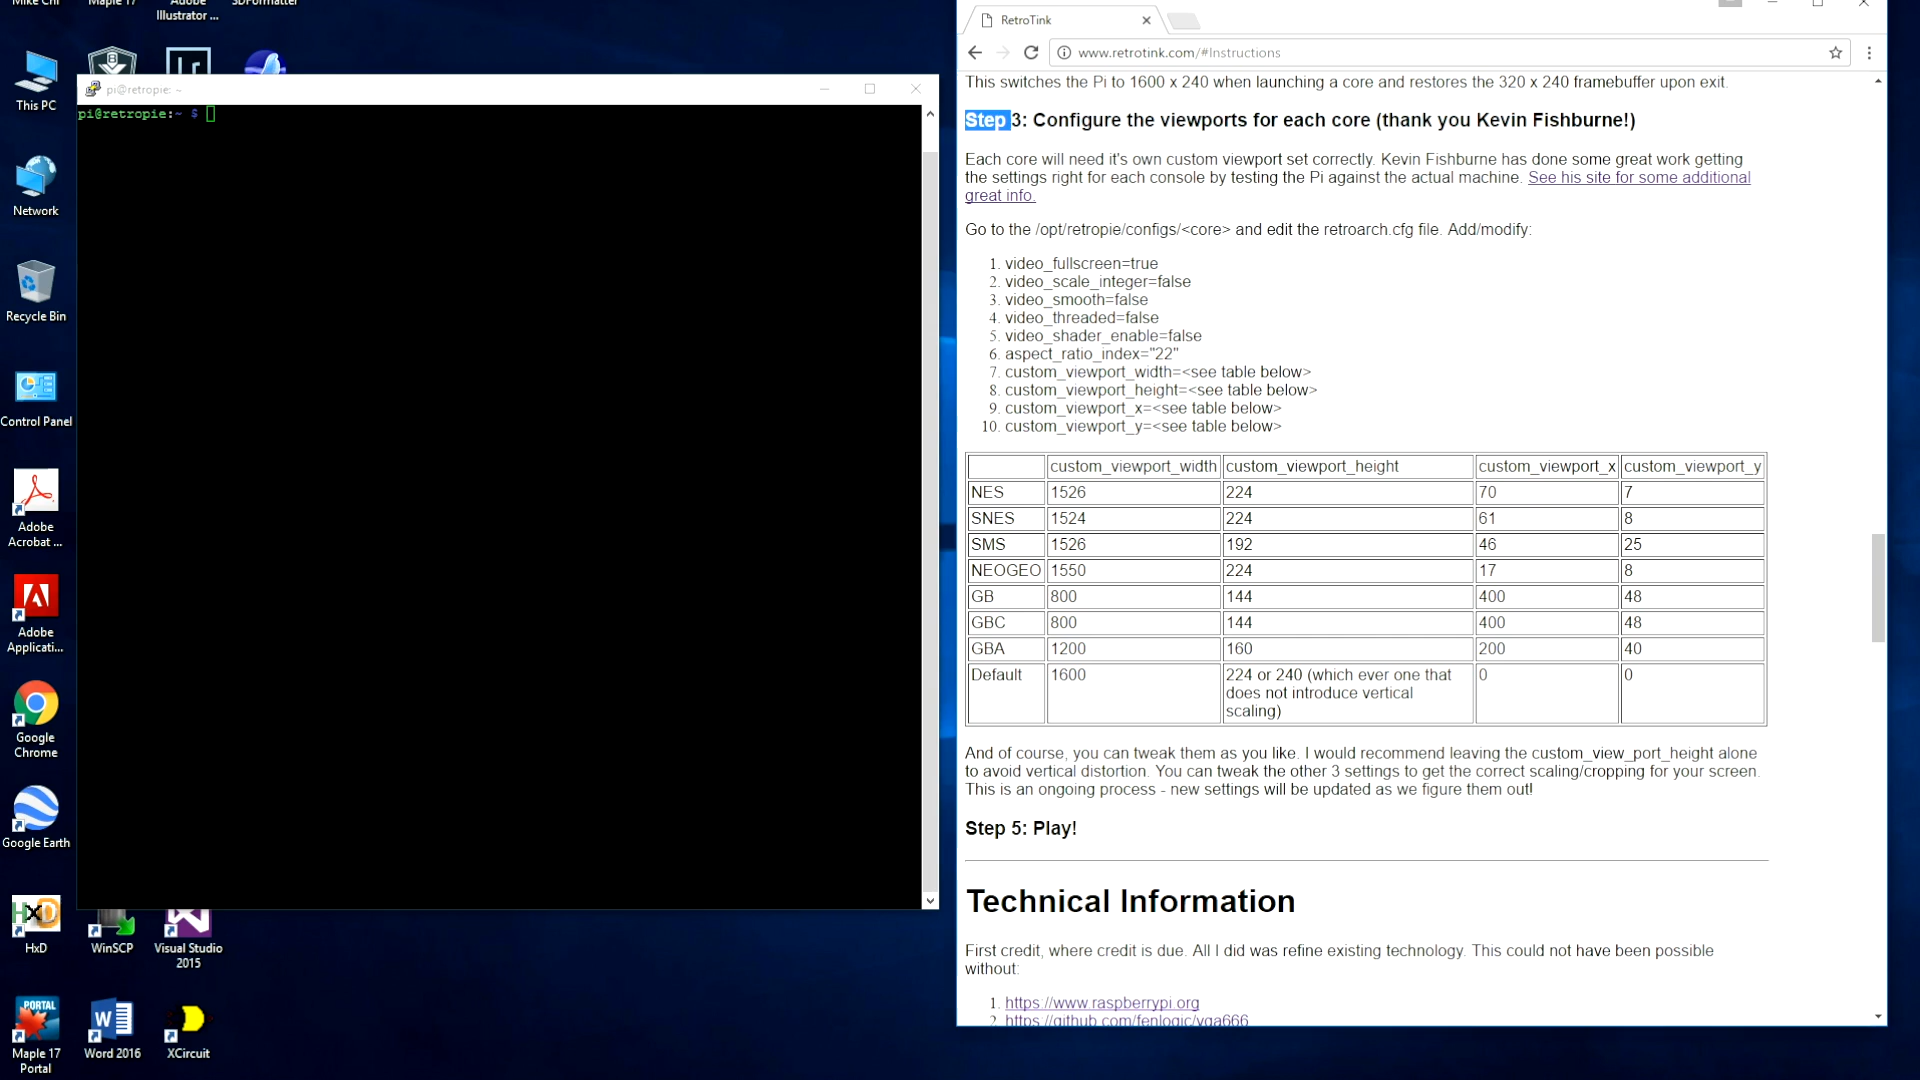 Mike Chi
Maple 17
Adobe
Illustrator ...
SDFormatter
This PC
Network
Recycle Bin
Control Panel
Adobe
Acrobat ...
Adobe
Applicati...
Google
Chrome
Google Earth
HxD
WinSCP
Visual Studio
2015
PORTAL
Maple 17
Portal
Word 2016
XCircuit
pi@retropie: ~
pi@retropie:~ $
RetroTink
www.retrotink.com/#Instructions
This switches the Pi to 1600 x 240 when launching a core and restores the 320 x 240 framebuffer upon exit.
Step 3: Configure the viewports for each core (thank you Kevin Fishburne!)
Each core will need it's own custom viewport set correctly. Kevin Fishburne has done some great work getting
the settings right for each console by testing the Pi against the actual machine. See his site for some additional
great info.
Go to the /opt/retropie/configs/<core> and edit the retroarch.cfg file. Add/modify:
1. video_fullscreen=true
2. video_scale_integer=false
3. video_smooth=false
4. video_threaded=false
5. video_shader_enable=false
6. aspect_ratio_index="22"
7. custom_viewport_width=<see table below>
8. custom_viewport_height=<see table below>
9. custom_viewport_x=<see table below>
10. custom_viewport_y=<see table below>
custom_viewport_width custom_viewport_height custom_viewport_x custom_viewport_y
NES 1526 224 70 7
SNES 1524 224 61 8
SMS 1526 192 46 25
NEOGEO 1550 224 17 8
GB 800 144 400 48
GBC 800 144 400 48
GBA 1200 160 200 40
Default 1600 224 or 240 (which ever one that 0 0
does not introduce vertical
scaling)
And of course, you can tweak them as you like. I would recommend leaving the custom_view_port_height alone
to avoid vertical distortion. You can tweak the other 3 settings to get the correct scaling/cropping for your screen.
This is an ongoing process - new settings will be updated as we figure them out!
Step 5: Play!
Technical Information
First credit, where credit is due. All I did was refine existing technology. This could not have been possible
without:
1. https://www.raspberrypi.org
2. https://github.com/fenlogic/vga666